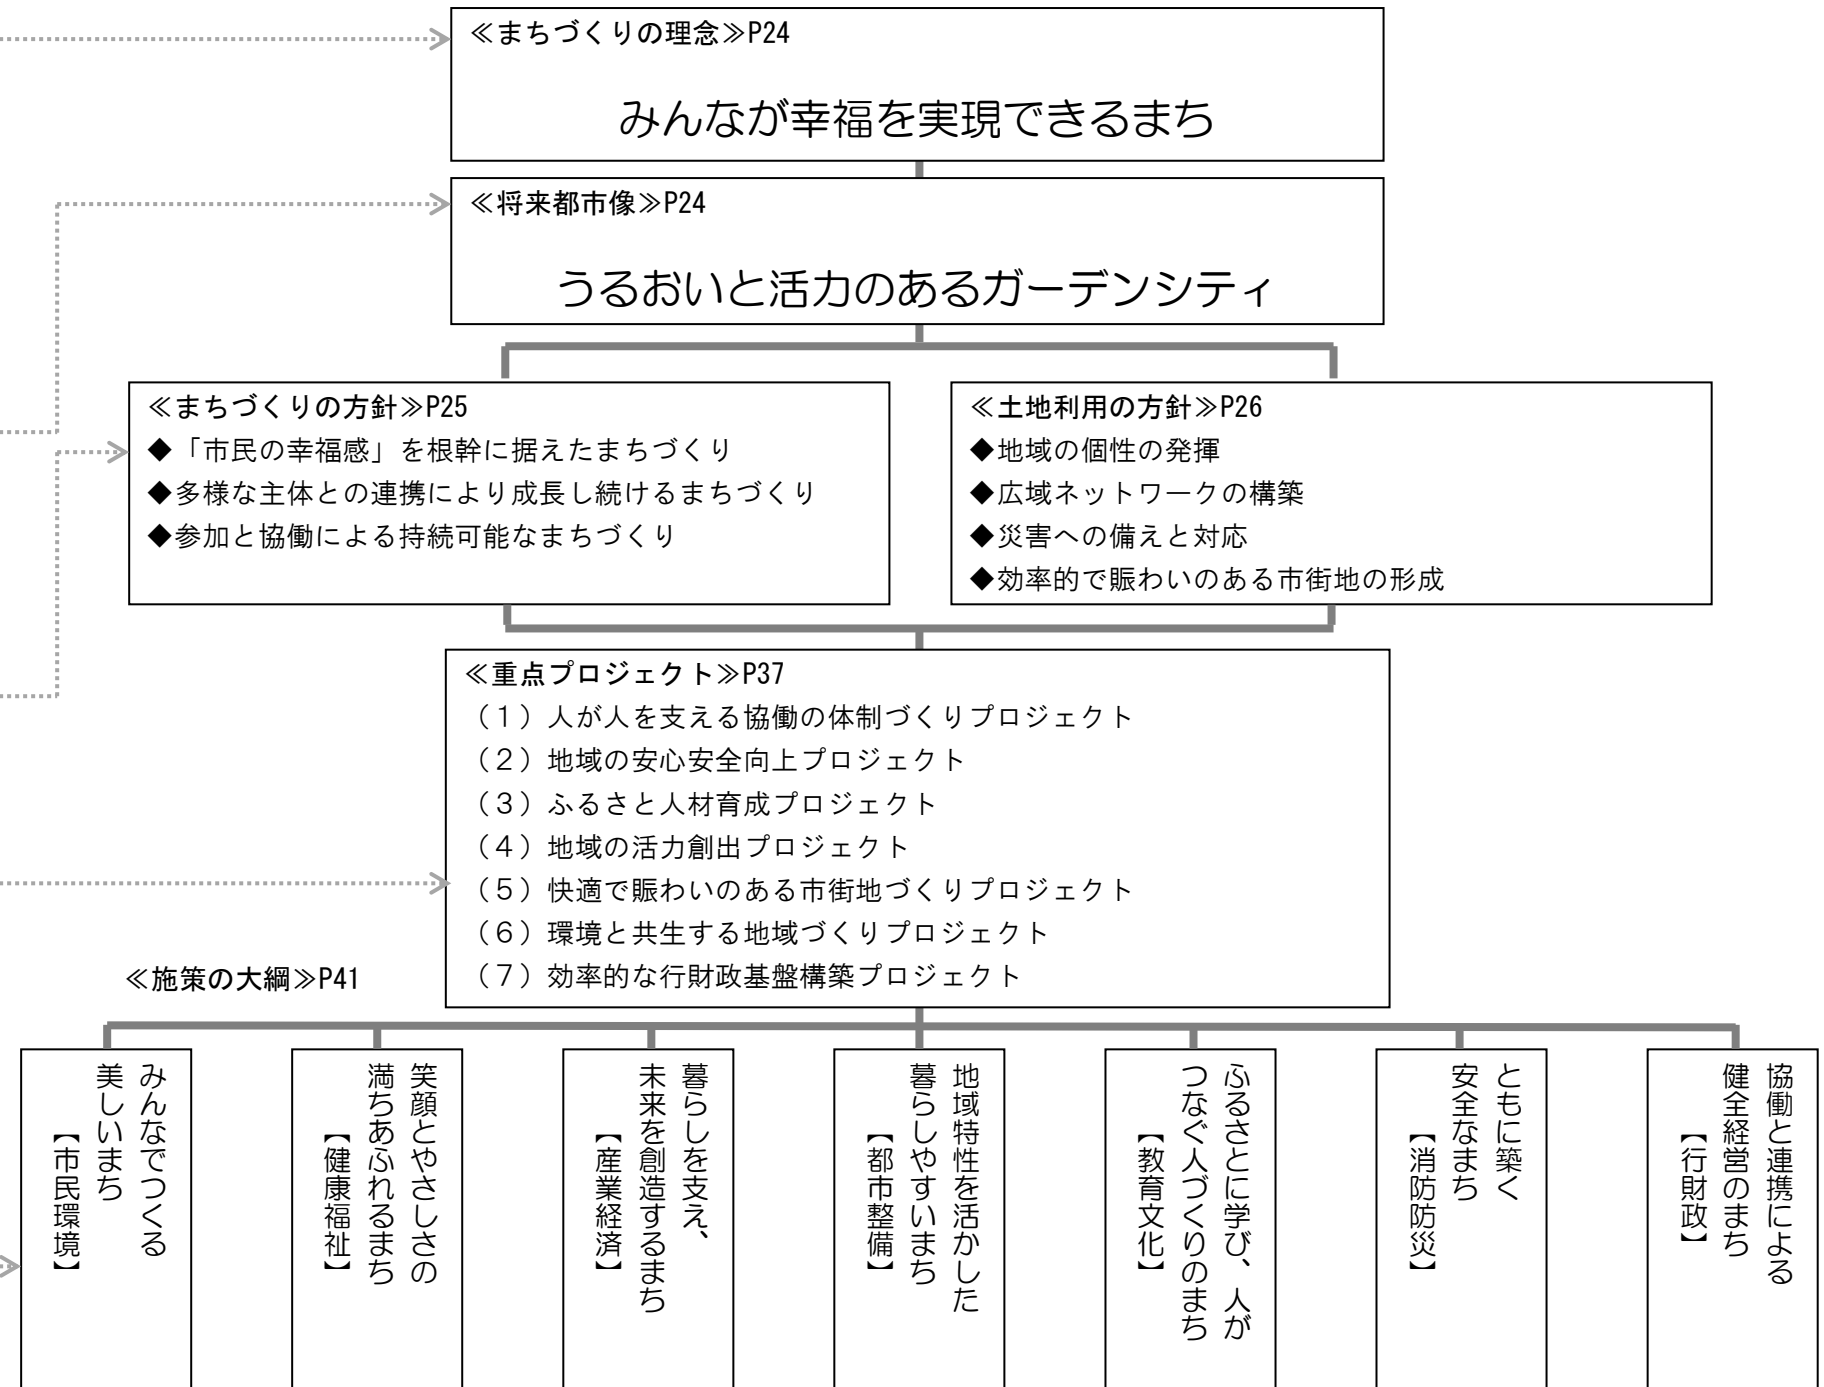 ≪まちづくりの理念≫P24
みんなが幸福を実現できるまち
≪将来都市像≫P24
うるおいと活力のあるガーデンシティ
≪まちづくりの方針≫P25
◆「市民の幸福感」を根幹に据えたまちづくり
◆多様な主体との連携により成長し続けるまちづくり
◆参加と協働による持続可能なまちづくり
≪土地利用の方針≫P26
◆地域の個性の発揮
◆広域ネットワークの構築
◆災害への備えと対応
◆効率的で賑わいのある市街地の形成
≪重点プロジェクト≫P37
（１）人が人を支える協働の体制づくりプロジェクト
（２）地域の安心安全向上プロジェクト
（３）ふるさと人材育成プロジェクト
（４）地域の活力創出プロジェクト
（５）快適で賑わいのある市街地づくりプロジェクト
（６）環境と共生する地域づくりプロジェクト
（７）効率的な行財政基盤構築プロジェクト
≪施策の大綱≫P41
みんなでつくる
美しいまち
【市民環境】
笑顔とやさしさの
満ちあふれるまち
【健康福祉】
暮らしを支え、
未来を創造するまち
【産業経済】
地域特性を活かした
暮らしやすいまち
【都市整備】
ふるさとに学び、人が
つなぐ人づくりのまち
【教育文化】
ともに築く
安全なまち
【消防防災】
協働と連携による
健全経営のまち
【行財政】